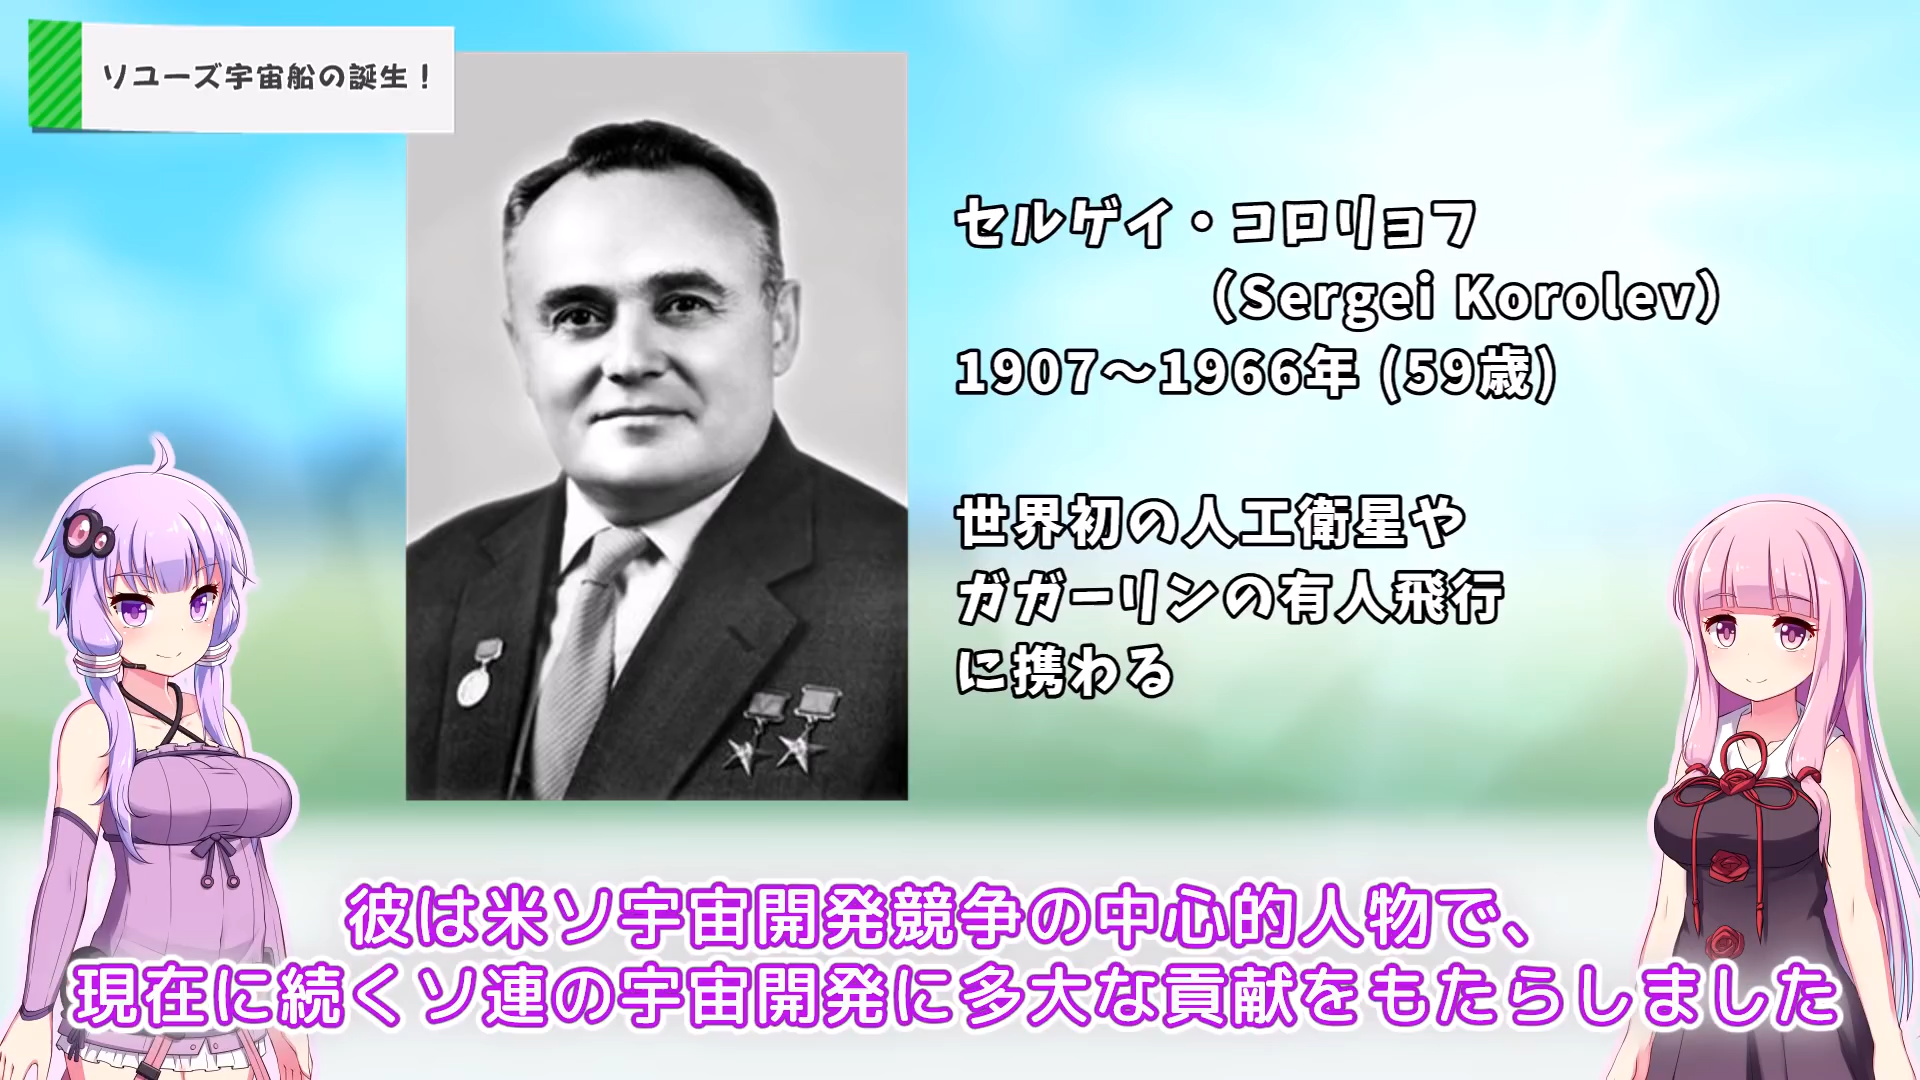 ソユーズ宇宙船の誕生！
セルゲイ・コロリョフ
（Sergei Korolev）
1907〜1966年 (59歳)
世界初の人工衛星や
ガガーリンの有人飛行
に携わる
彼は米ソ宇宙開発競争の中心的人物で、
現在に続くソ連の宇宙開発に多大な貢献をもたらしました